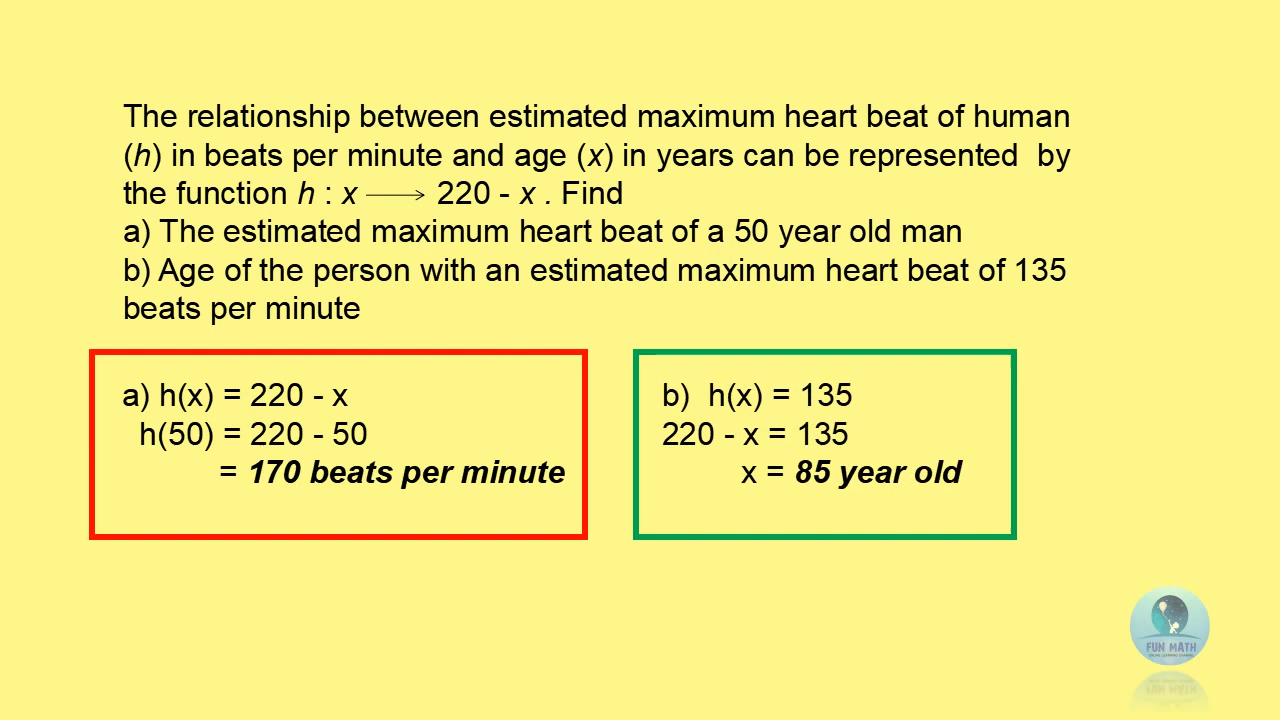 The relationship between estimated maximum heart beat of human
(h) in beats per minute and age (x) in years can be represented by
the function h : x ⟶ 220 - x . Find
a) The estimated maximum heart beat of a 50 year old man
b) Age of the person with an estimated maximum heart beat of 135
beats per minute
a) h(x) = 220 - x
h(50) = 220 - 50
= 170 beats per minute
b) h(x) = 135
220 - x = 135
x = 85 year old
FUN MATH
ONLINE LEARNING CHANNEL